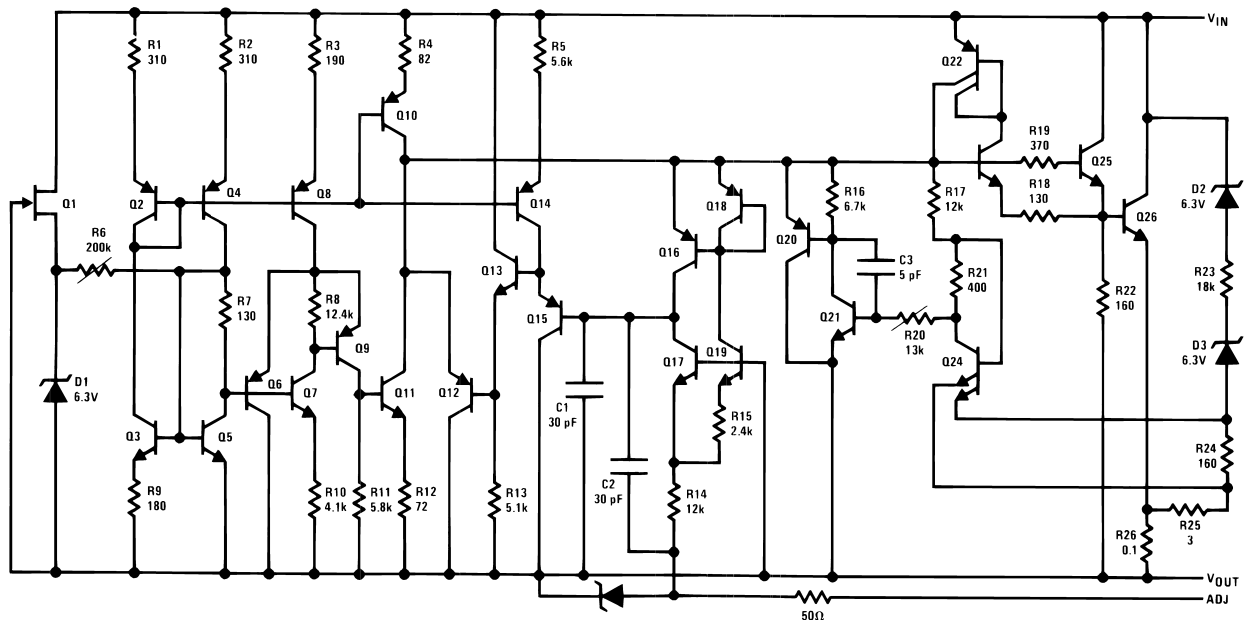 R1
310
R2
310
R3
190
R4
82
R5
5.6k
VIN
Q22
Q10
R19
370
Q25
Q1
Q2
Q4
Q8
Q14
Q18
R16
6.7k
R17
12k
R18
130
Q26
D2
6.3V
R6
200k
Q16
Q20
Q13
C3
5 pF
R21
400
R7
130
R8
12.4k
Q15
Q21
R22
160
R23
18k
R20
13k
Q9
Q17
Q19
Q24
D3
6.3V
D1
6.3V
Q6
Q7
Q11
Q12
C1
30 pF
R15
2.4k
Q3
Q5
C2
30 pF
R24
160
R9
180
R10
4.1k
R11
5.8k
R12
72
R13
5.1k
R14
12k
R26
0.1
R25
3
VOUT
ADJ
50Ω